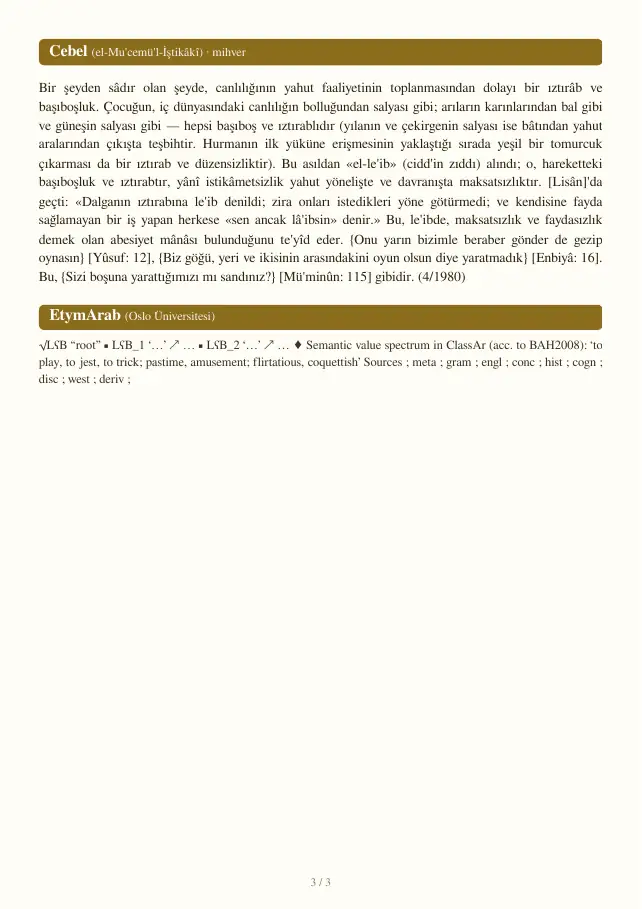 Cebel (el-Mu'cemü'l-İştikâkî) · mihver
Bir şeyden sâdır olan şeyde, canlılığının yahut faaliyetinin toplanmasından dolayı bir ıztırâb ve
başıboşluk. Çocuğun, iç dünyasındaki canlılığın bolluğundan salyası gibi; arıların karınlarından bal gibi
ve güneşin salyası gibi — hepsi başıboş ve ıztırablıdır (yılanın ve çekirgenin salyası ise bâtından yahut
aralarından çıkışta teşbihtir. Hurmanın ilk yüküne erişmesinin yaklaştığı sırada yeşil bir tomurcuk
çıkarması da bir ıztırab ve düzensizliktir). Bu asıldan «el-le'ib» (cidd'in zıddı) alındı; o, hareketteki
başıboşluk ve ıztırabtır, yânî istikâmetsizlik yahut yönelişte ve davranışta maksatsızlıktır. [Lisân]'da
geçti: «Dalganın ıztırabına le'ib denildi; zira onları istedikleri yöne götürmedi; ve kendisine fayda
sağlamayan bir iş yapan herkese «sen ancak lâ'ibsin» denir.» Bu, le'ibde, maksatsızlık ve faydasızlık
demek olan abesiyet mânâsı bulunduğunu te'yîd eder. {Onu yarın bizimle beraber gönder de gezip
oynasın} [Yûsuf: 12], {Biz göğü, yeri ve ikisinin arasındakini oyun olsun diye yaratmadık} [Enbiyâ: 16].
Bu, {Sizi boşuna yarattığımızı mı sandınız?} [Mü'minûn: 115] gibidir. (4/1980)
EtymArab (Oslo Üniversitesi)
√LʕB “root” ▪ LʕB_1 ‘…’ ↗ … ▪ LʕB_2 ‘…’ ↗ … ♦ Semantic value spectrum in ClassAr (acc. to BAH2008): ‘to
play, to jest, to trick; pastime, amusement; flirtatious, coquettish’ Sources ; meta ; gram ; engl ; conc ; hist ; cogn ;
disc ; west ; deriv ;
3 / 3